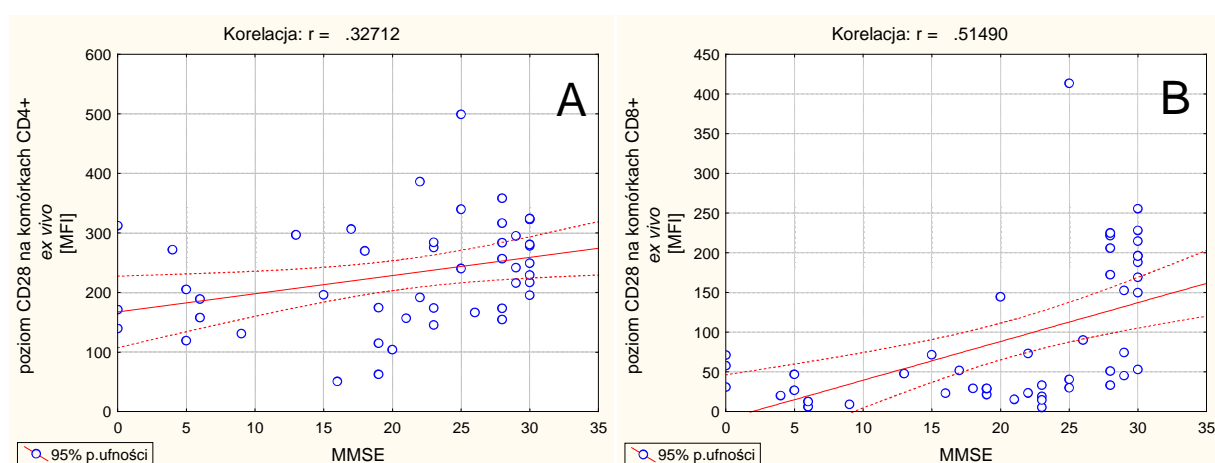 Korelacja: r = .32712
A
600
500
400
300
200
100
0
poziom CD28 na komórkach CD4+
ex vivo
[MFI]
0 5 10 15 20 25 30 35
MMSE
95% p.ufności
Korelacja: r = .51490
B
450
400
350
300
250
200
150
100
50
0
poziom CD28 na komórkach CD8+
ex vivo
[MFI]
0 5 10 15 20 25 30 35
MMSE
95% p.ufności